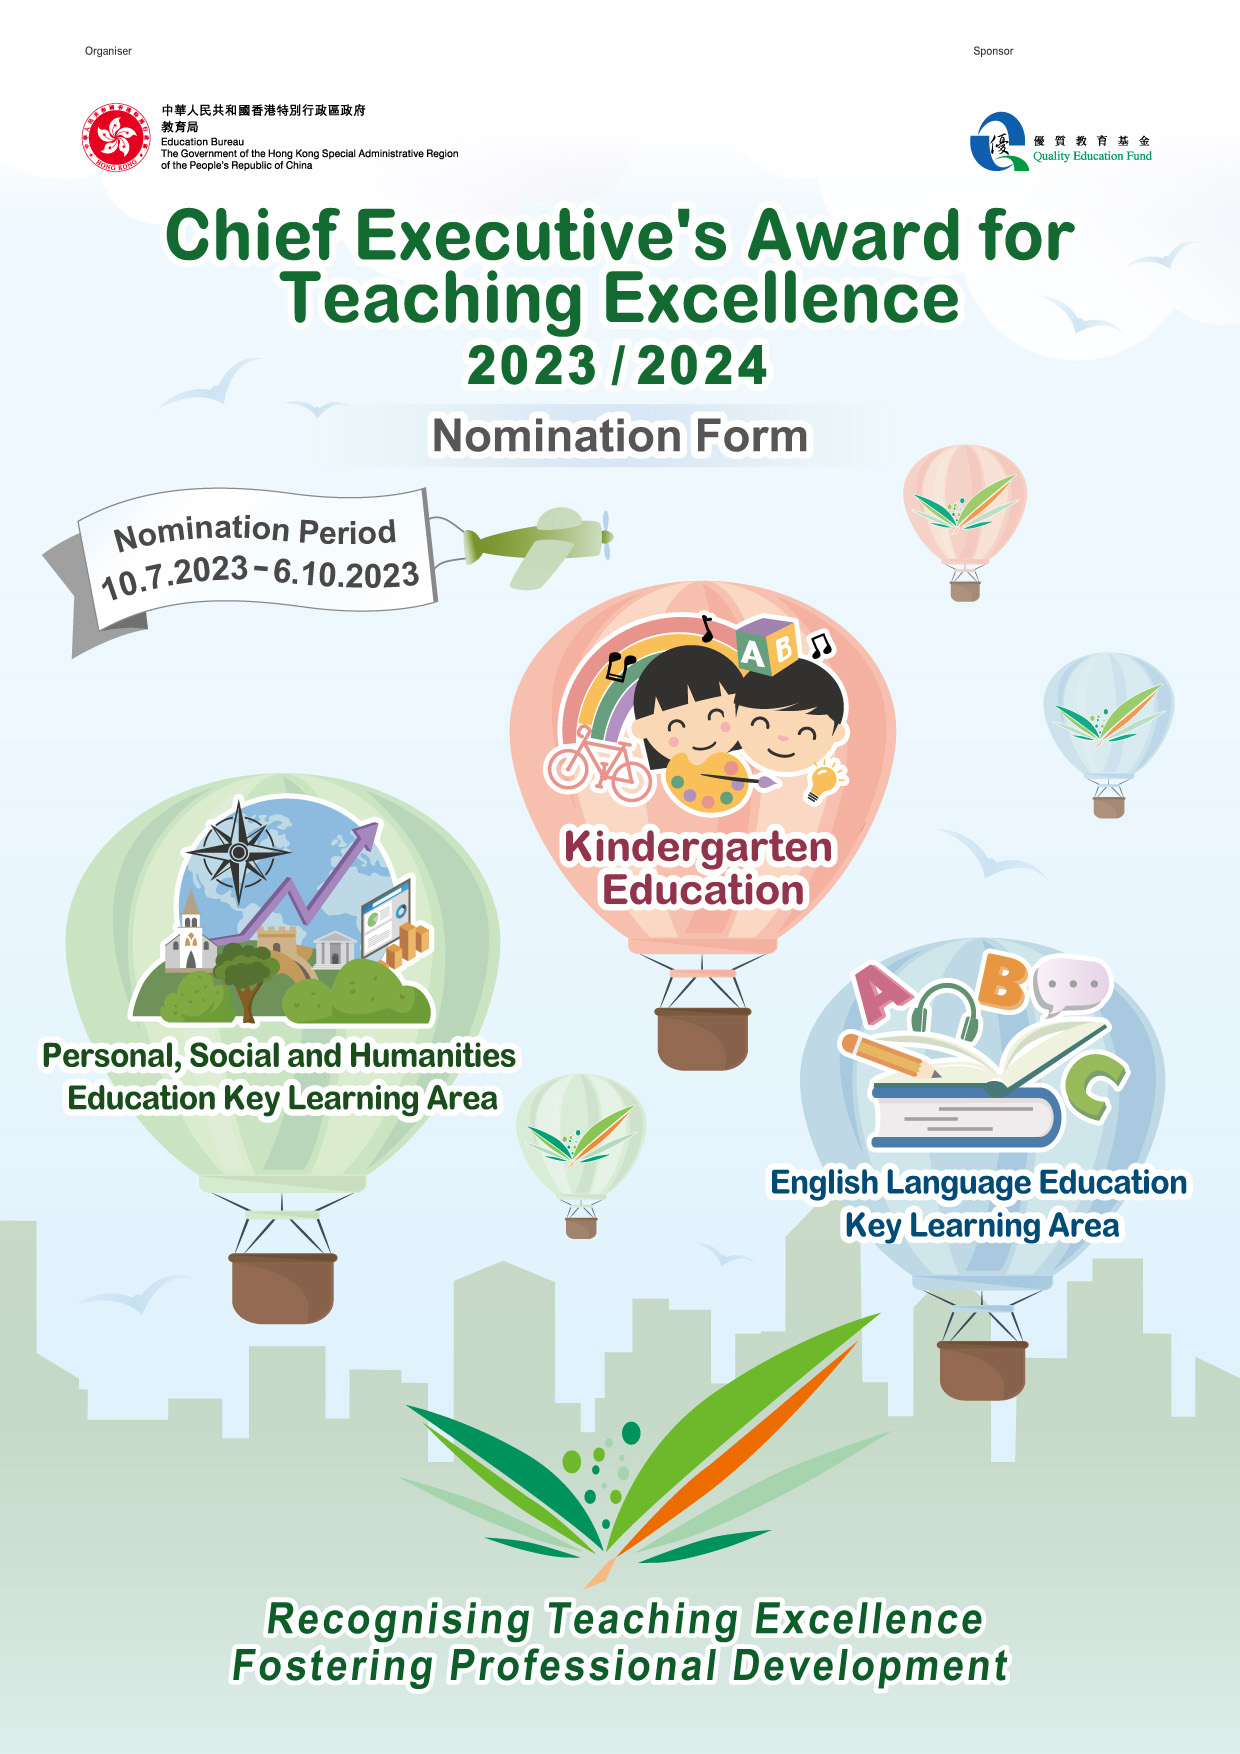 Organiser
Sponsor
中華人民共和國香港特別行政區政府
教育局
Education Bureau
The Government of the Hong Kong Special Administrative Region
of the People's Republic of China
優
優質教育基金
Quality Education Fund
HONG KONG
Chief Executive's Award for
Teaching Excellence
2023 / 2024
Nomination Form
Nomination Period
10.7.2023 - 6.10.2023
A B
Kindergarten
Education
Personal, Social and Humanities
Education Key Learning Area
A B
C
English Language Education
Key Learning Area
Recognising Teaching Excellence
Fostering Professional Development